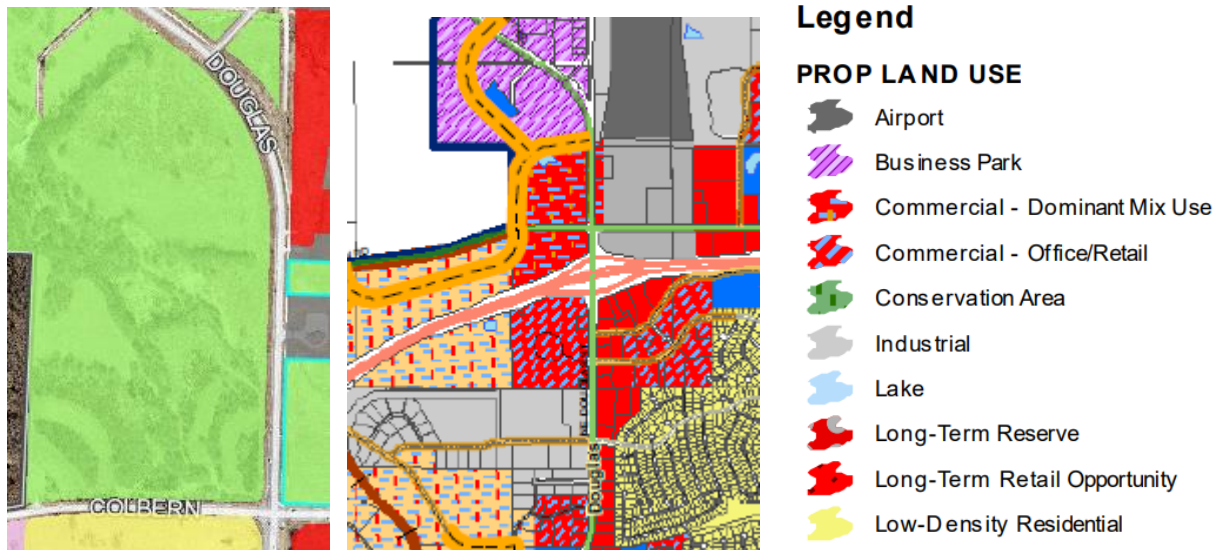 DOUGLAS
COLBERN
Douglas
Legend
PROP LAND USE
Airport
Business Park
Commercial - Dominant Mix Use
Commercial - Office/Retail
Conservation Area
Industrial
Lake
Long-Term Reserve
Long-Term Retail Opportunity
Low-Density Residential